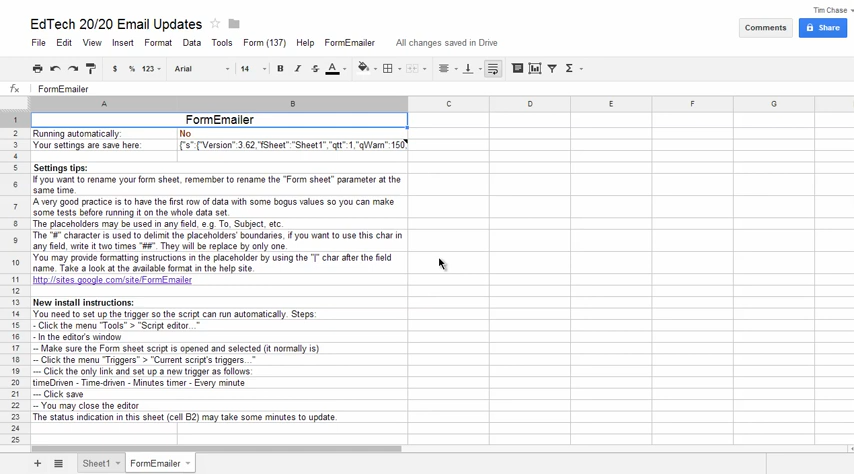 Tim Chase
EdTech 20/20 Email Updates
Comments
Share
File Edit View Insert Format Data Tools Form (137) Help FormEmailer All changes saved in Drive
$ % 123 Arial 14 B I S A Σ
fx FormEmailer
A B C D E F G
1 FormEmailer
2 Running automatically: No
3 Your settings are save here: {"s":{"Version":3.62,"fSheet":"Sheet1","qtt":1,"qWarn":150,
4
5 Settings tips:
6 If you want to rename your form sheet, remember to rename the "Form sheet" parameter at the
same time.
7 A very good practice is to have the first row of data with some bogus values so you can make
some tests before running it on the whole data set.
8 The placeholders may be used in any field, e.g. To, Subject, etc.
9 The "#" character is used to delimit the placeholders' boundaries, if you want to use this char in
any field, write it two times "##". They will be replace by only one.
10 You may provide formatting instructions in the placeholder by using the "|" char after the field
name. Take a look at the available format in the help site.
11 http://sites.google.com/site/FormEmailer
12
13 New install instructions:
14 You need to set up the trigger so the script can run automatically. Steps:
15 - Click the menu "Tools" > "Script editor..."
16 - In the editor's window
17 -- Make sure the Form sheet script is opened and selected (it normally is)
18 -- Click the menu "Triggers" > "Current script's triggers..."
19 --- Click the only link and set up a new trigger as follows:
20 timeDriven - Time-driven - Minutes timer - Every minute
21 --- Click save
22 -- You may close the editor
23 The status indication in this sheet (cell B2) may take some minutes to update.
24
25
Sheet1 FormEmailer